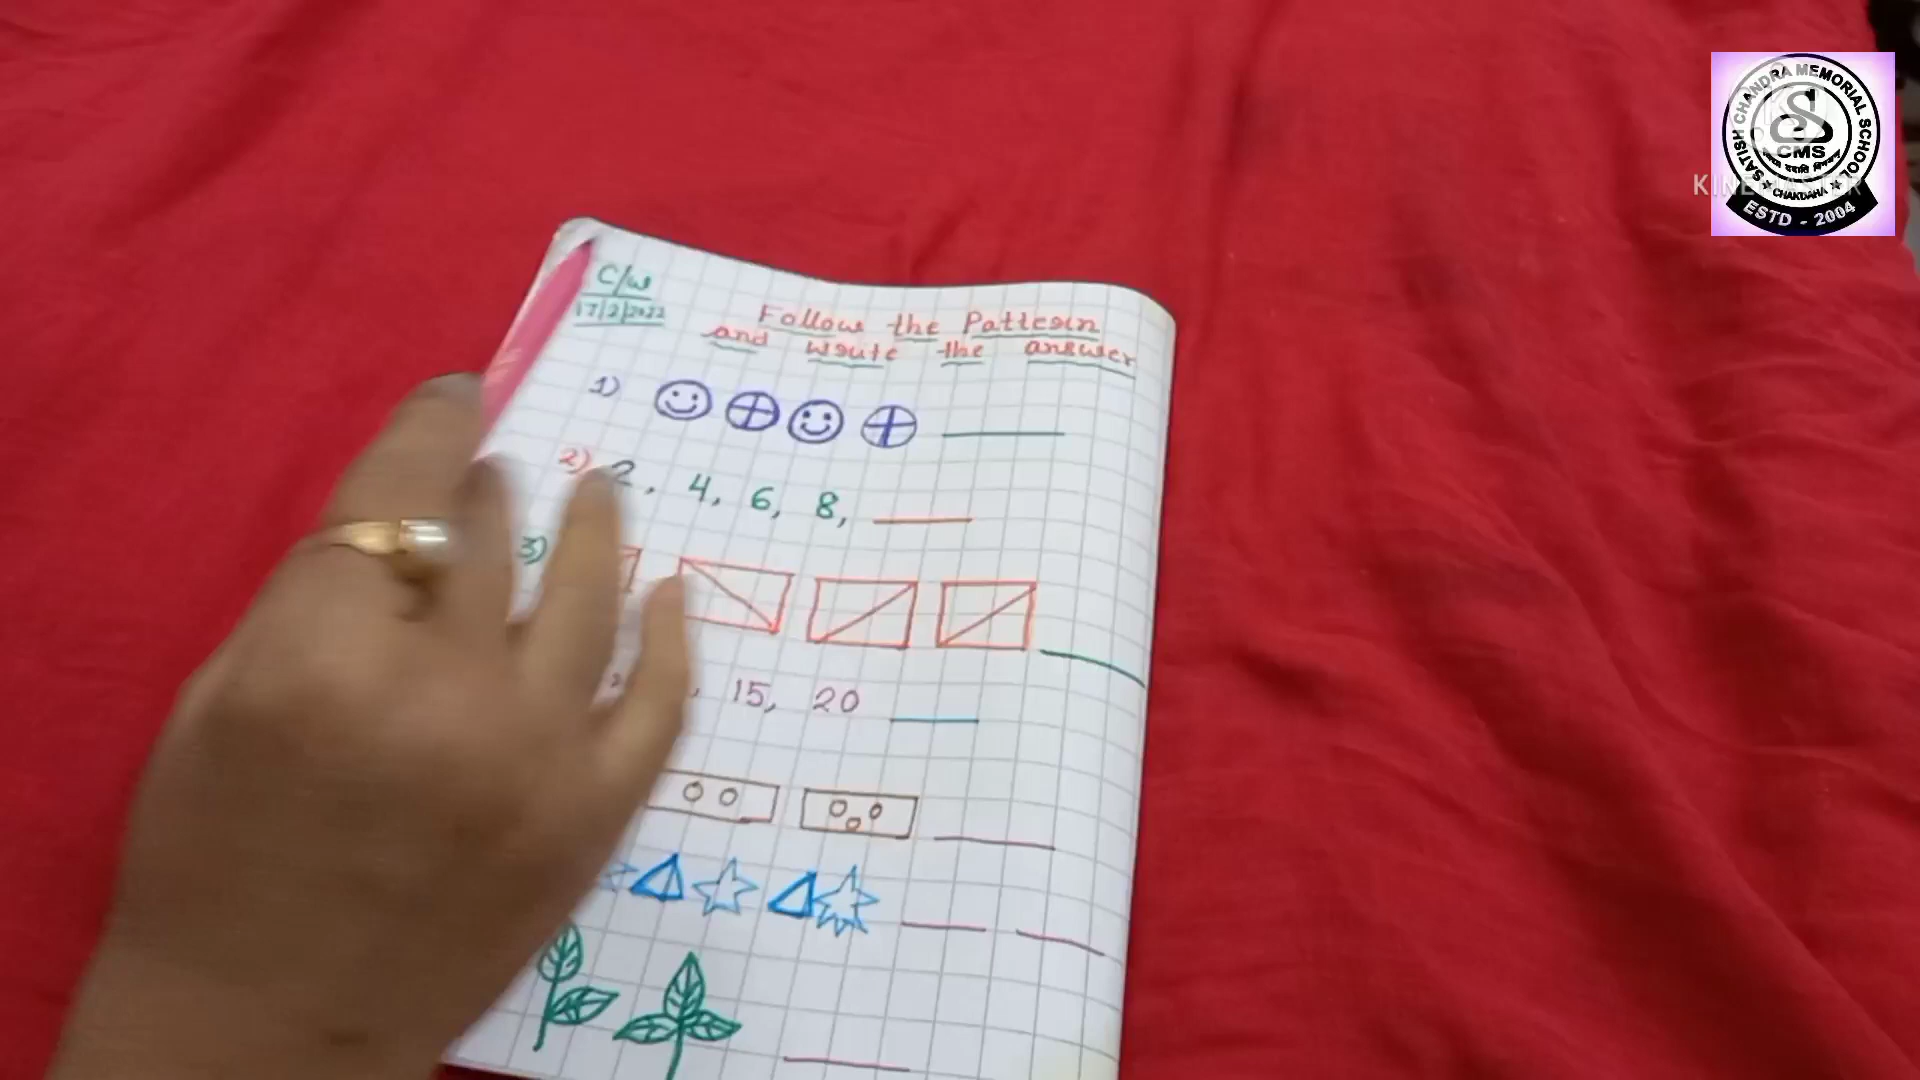 C/W
17/2/2022
Follow the Pattern
and write the answer
1)
2) 2, 4, 6, 8,
3)
, 15, 20
SATISH CHANDRA MEMORIAL SCHOOL
S
CMS
CHAKDAHA
ESTD - 2004